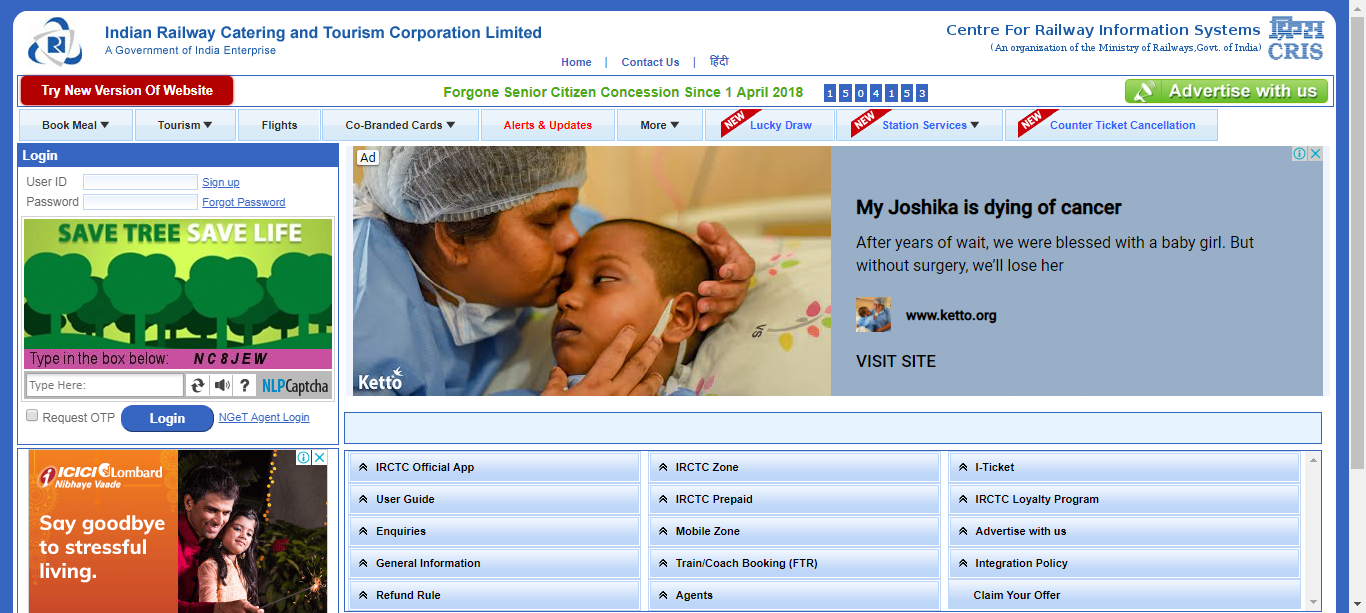 Indian Railway Catering and Tourism Corporation Limited
A Government of India Enterprise
Centre For Railway Information Systems
(An organization of the Ministry of Railways,Govt. of India)
CRIS
Home | Contact Us | हिंदी
Try New Version Of Website
Forgone Senior Citizen Concession Since 1 April 2018 1 5 0 4 1 5 3
Advertise with us
Book Meal Tourism Flights Co-Branded Cards Alerts & Updates More NEW Lucky Draw NEW Station Services NEW Counter Ticket Cancellation
Login
User ID Sign up
Password Forgot Password
SAVE TREE SAVE LIFE
Type in the box below: NC8JEW
Type Here: ? NLPCaptcha
Request OTP Login NGeT Agent Login
Ad
My Joshika is dying of cancer
After years of wait, we were blessed with a baby girl. But
without surgery, we'll lose her
www.ketto.org
VISIT SITE
Ketto
VS
ICICI Lombard
Nibhaye Vaade
Say goodbye
to stressful
living.
IRCTC Official App IRCTC Zone I-Ticket
User Guide IRCTC Prepaid IRCTC Loyalty Program
Enquiries Mobile Zone Advertise with us
General Information Train/Coach Booking (FTR) Integration Policy
Refund Rule Agents Claim Your Offer